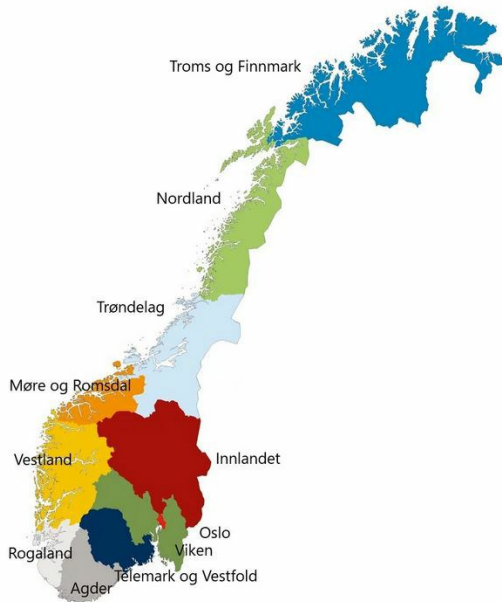 Troms og Finnmark
Nordland
Trøndelag
Møre og Romsdal
Vestland
Innlandet
Oslo
Rogaland
Viken
Telemark og Vestfold
Agder